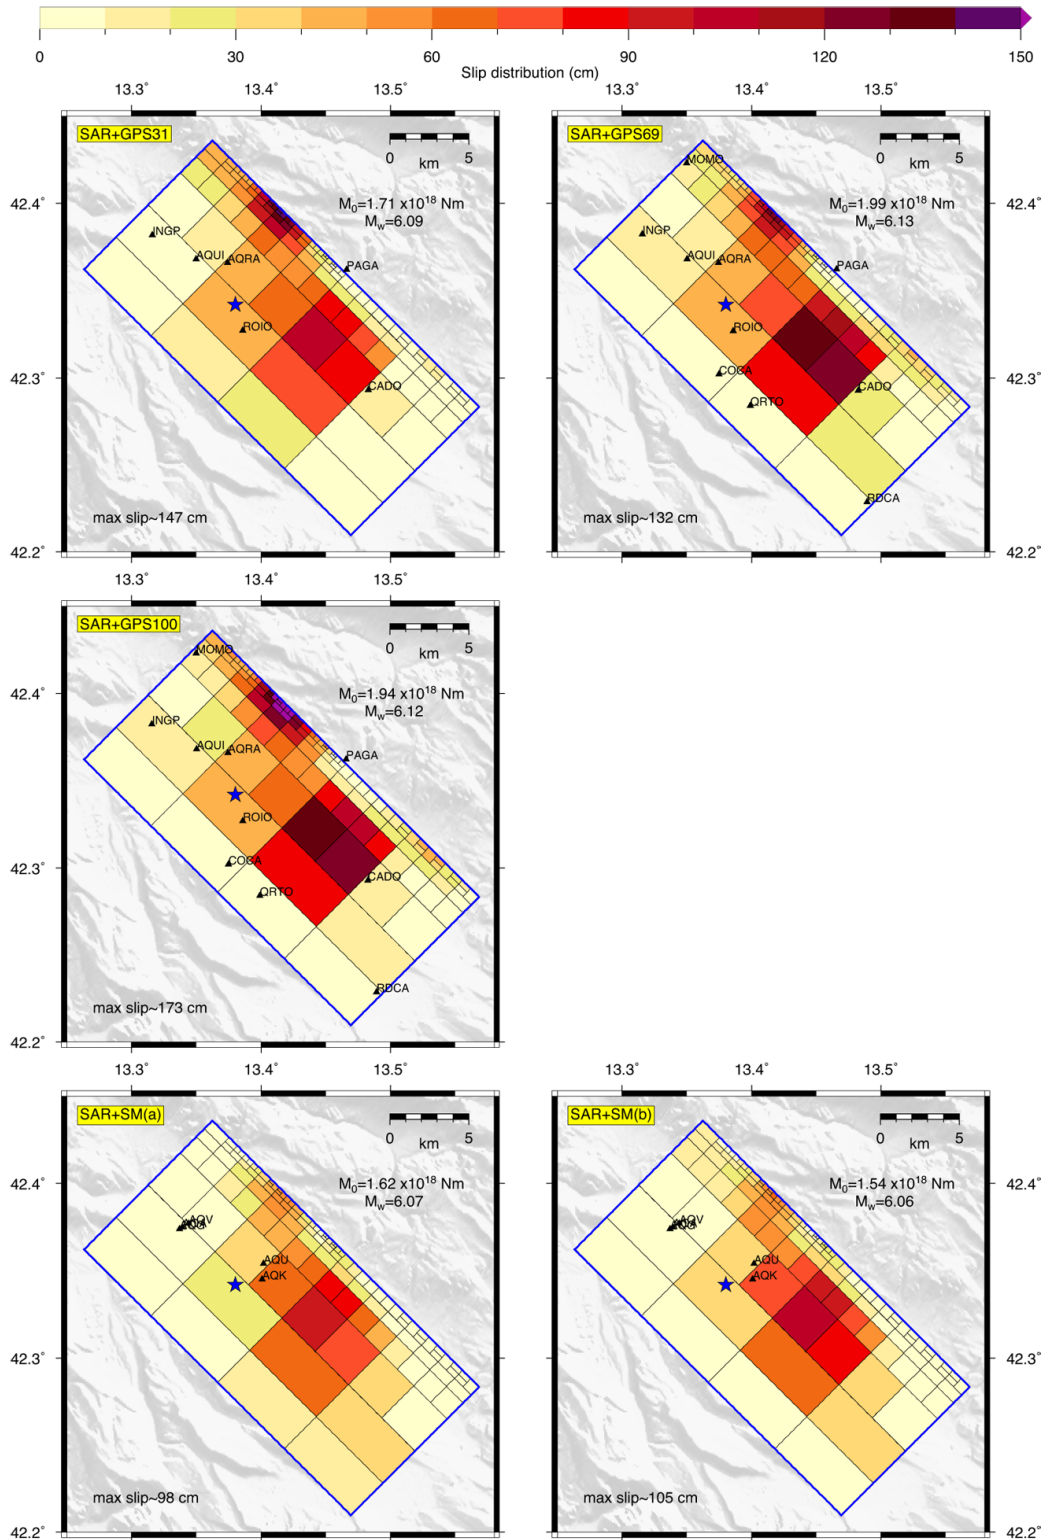 0 30 60 90 120 150
Slip distribution (cm)
13.3° 13.4° 13.5° 13.3° 13.4° 13.5°
SAR+GPS31
0 5
km
M0=1.71 x10^18 Nm
Mw=6.09
42.4°
42.3°
42.2°
INGP
AQUI
AQRA
PAGA
ROIO
CADO
max slip~147 cm
SAR+GPS69
0 5
km
M0=1.99 x10^18 Nm
Mw=6.13
42.4°
42.3°
42.2°
MOMO
INGP
AQUI
AQRA
PAGA
ROIO
COCA
CADO
QRTO
RDCA
max slip~132 cm
13.3° 13.4° 13.5°
SAR+GPS100
0 5
km
M0=1.94 x10^18 Nm
Mw=6.12
42.4°
42.3°
42.2°
MOMO
INGP
AQUI
AQRA
PAGA
ROIO
COCA
CADO
QRTO
RDCA
max slip~173 cm
13.3° 13.4° 13.5° 13.3° 13.4° 13.5°
SAR+SM(a)
0 5
km
M0=1.62 x10^18 Nm
Mw=6.07
42.4°
42.3°
42.2°
AQV
AQU
AQK
max slip~98 cm
SAR+SM(b)
0 5
km
M0=1.54 x10^18 Nm
Mw=6.06
42.4°
42.3°
42.2°
AQV
AQU
AQK
max slip~105 cm